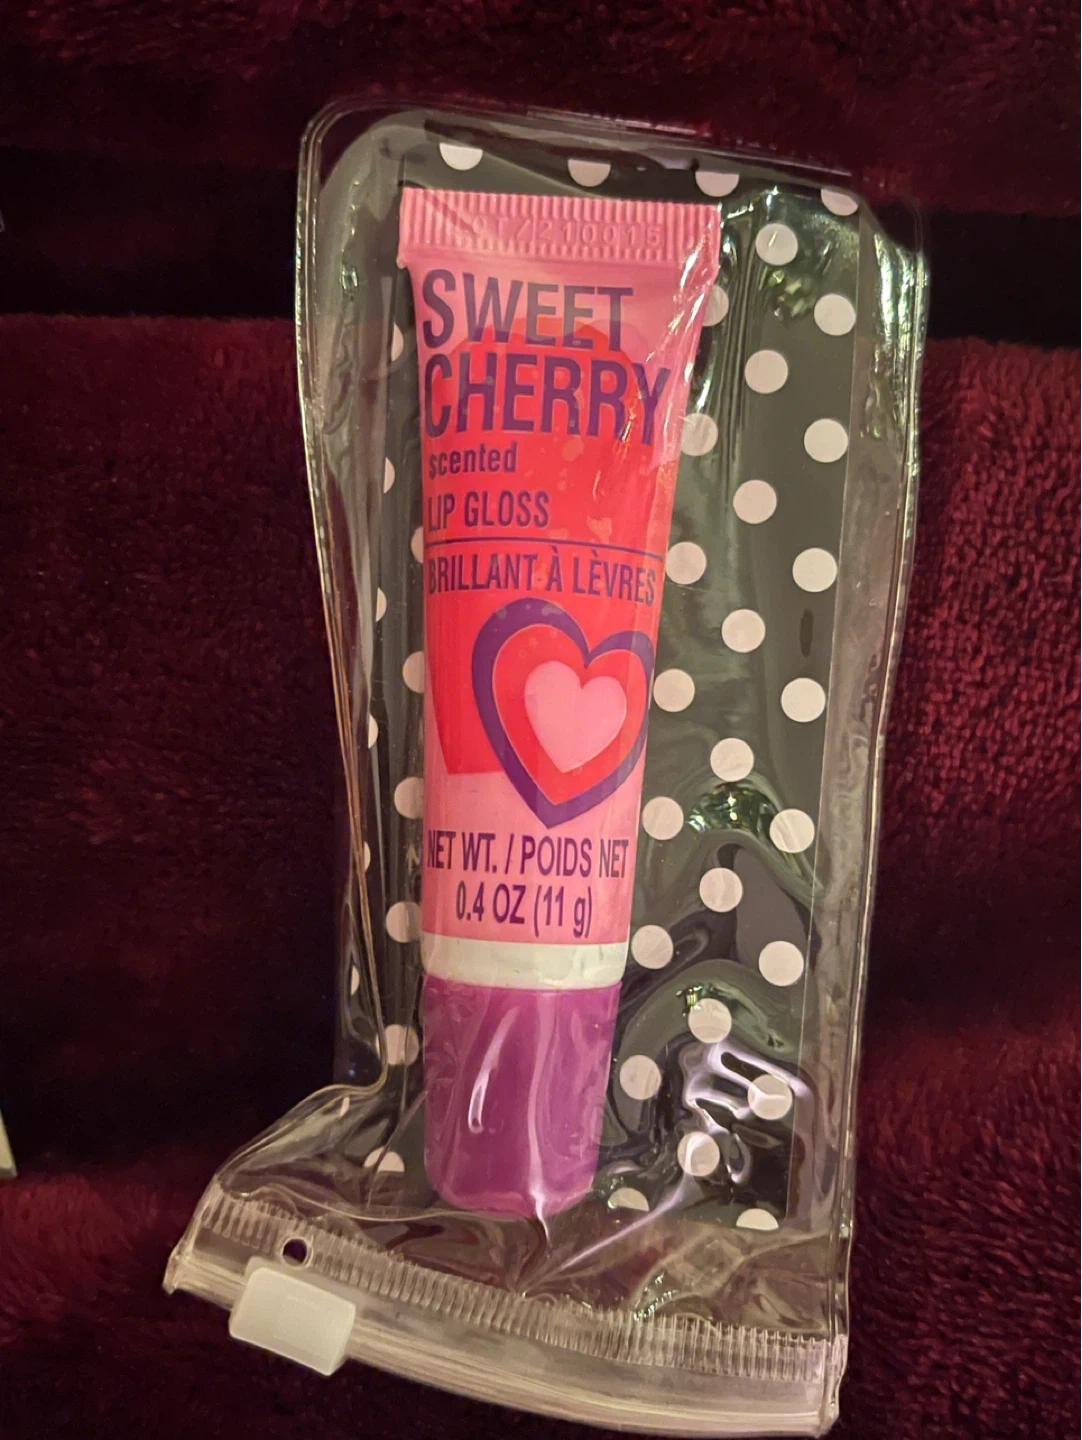 SWEET
CHERRY
scented
LIP GLOSS
BRILLANT À LÈVRES
NET WT. / POIDS NET
0.4 OZ (11 g)